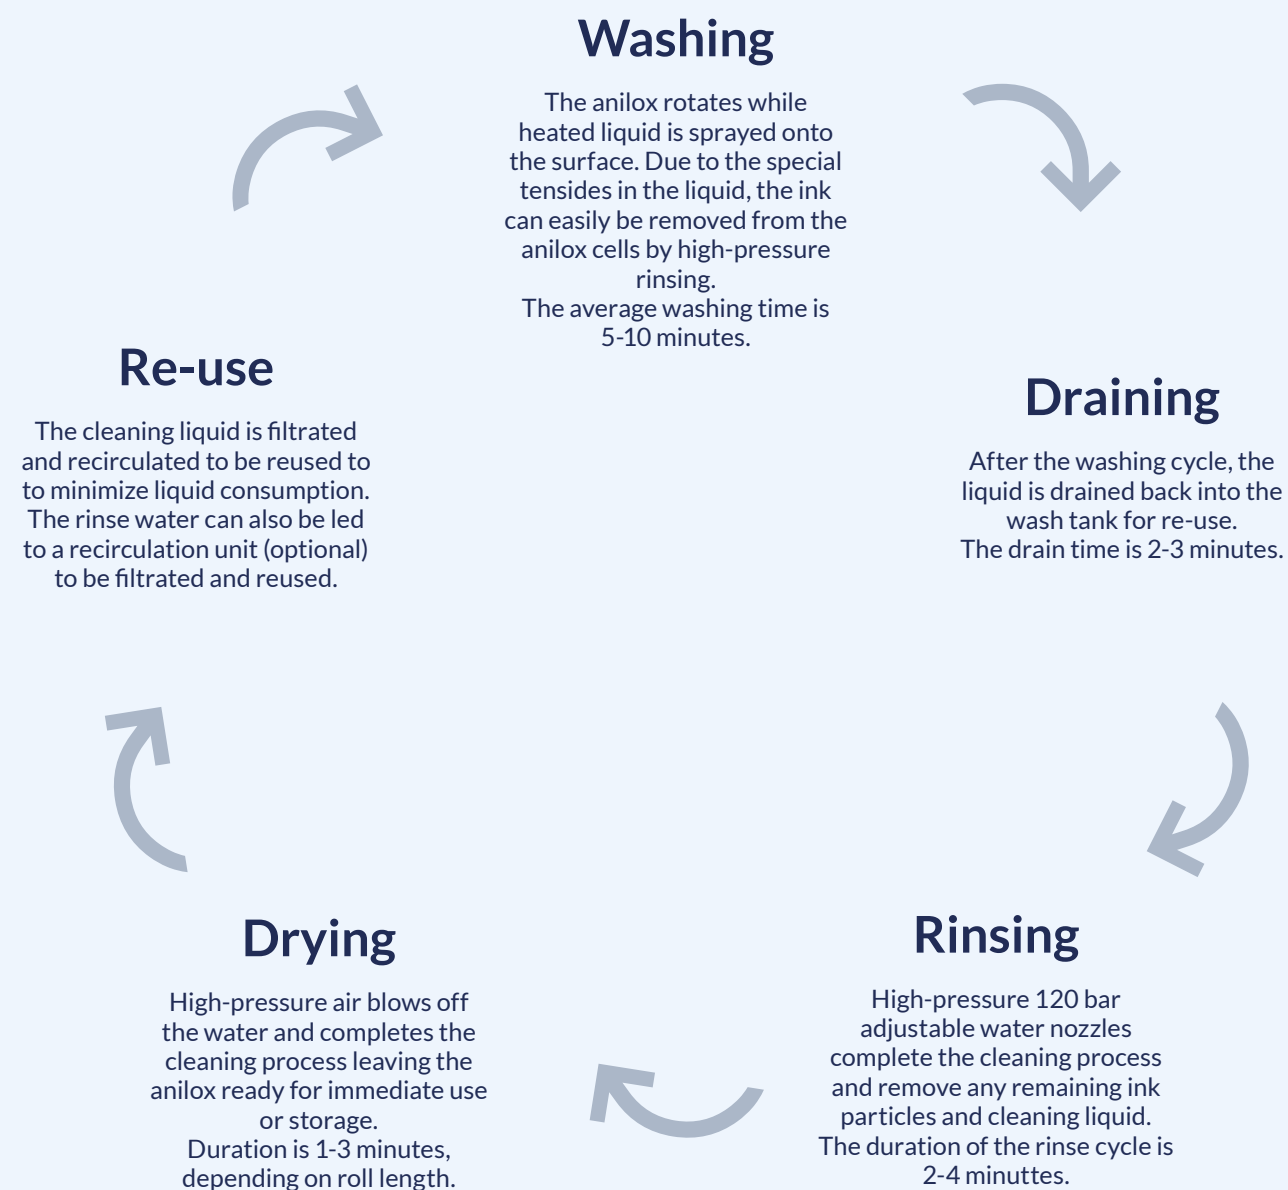 Washing
The anilox rotates while
heated liquid is sprayed onto
the surface. Due to the special
tensides in the liquid, the ink
can easily be removed from the
anilox cells by high-pressure
rinsing.
The average washing time is
5-10 minutes.
Draining
After the washing cycle, the
liquid is drained back into the
wash tank for re-use.
The drain time is 2-3 minutes.
Rinsing
High-pressure 120 bar
adjustable water nozzles
complete the cleaning process
and remove any remaining ink
particles and cleaning liquid.
The duration of the rinse cycle is
2-4 minuttes.
Drying
High-pressure air blows off
the water and completes the
cleaning process leaving the
anilox ready for immediate use
or storage.
Duration is 1-3 minutes,
depending on roll length.
Re-use
The cleaning liquid is filtrated
and recirculated to be reused to
to minimize liquid consumption.
The rinse water can also be led
to a recirculation unit (optional)
to be filtrated and reused.